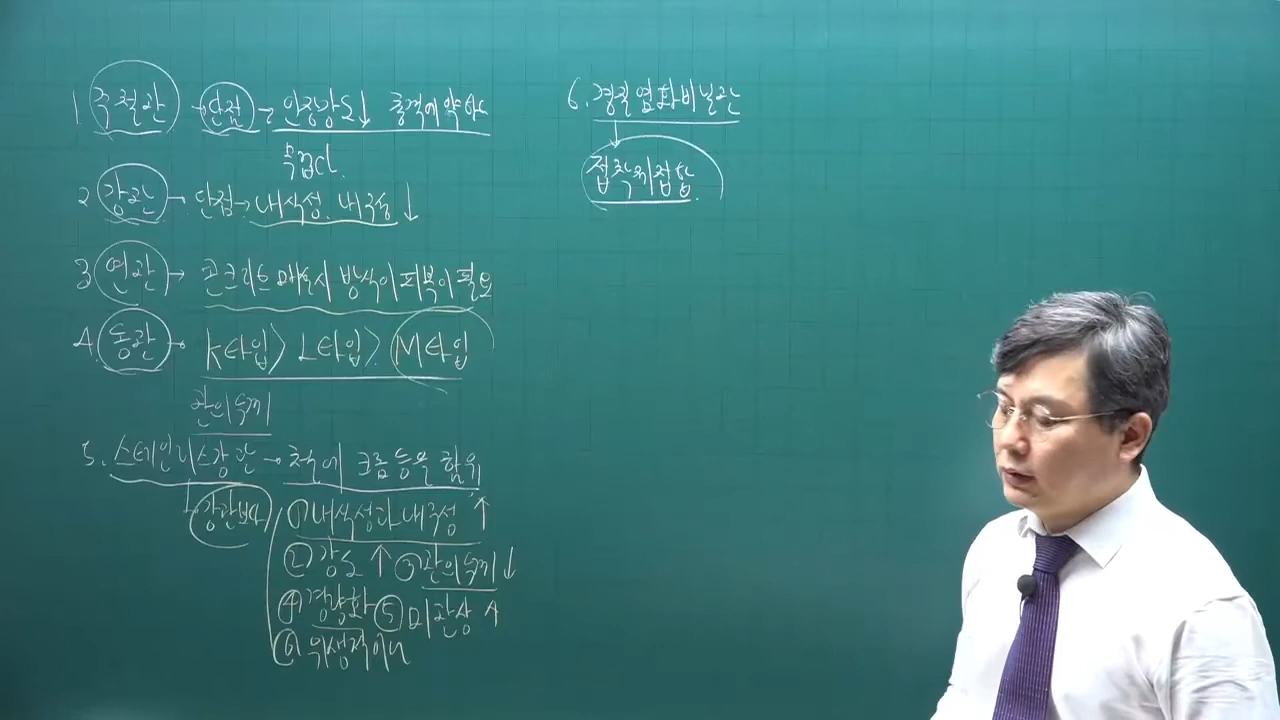 1. 주철관 → 단점 → 인장강도↓ 충격에 약하
무겁다.
2 강관 → 단점 → 내식성. 내구성 ↓
3 연관 → 콘크리트 매설시 방식이 피복이 필요
4. 동관 → K타입 > L타입 > M타입
관의 두께
5. 스테인리스강관 → 철에 크롬 등을 함유
↓ 강관보다 ① 내식성과 내구성 ↑
② 강도 ↑ ③ 관의 두께 ↓
④ 경량화 ⑤ 미관상 ↑
⑥ 위생적이다
6. 경질염화비닐관
↓
접착제접합.